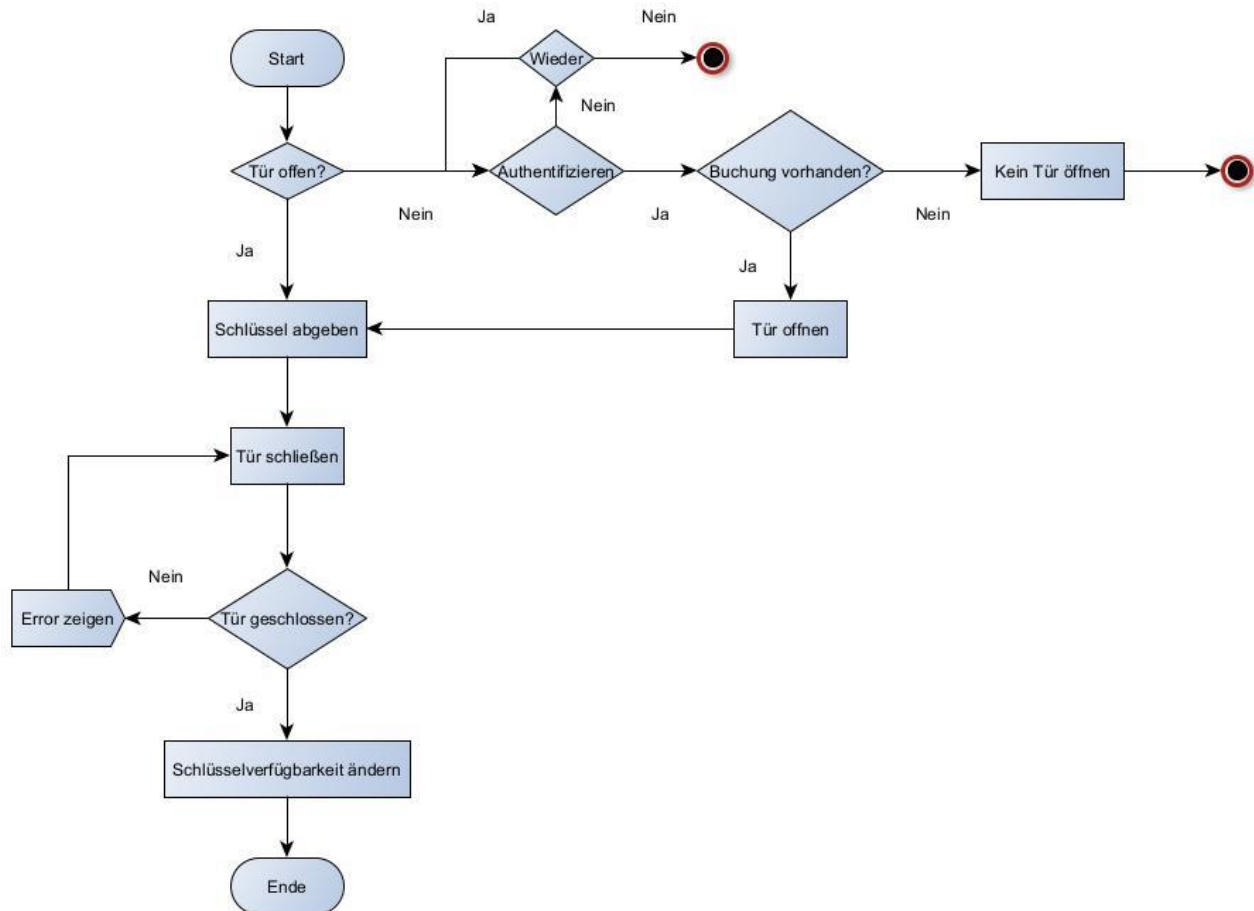 Ja
Nein
Start
Wieder
Nein
Tür offen?
Authentifizieren
Buchung vorhanden?
Kein Tür öffnen
Nein
Ja
Nein
Ja
Ja
Schlüssel abgeben
Tür offnen
Tür schließen
Nein
Error zeigen
Tür geschlossen?
Ja
Schlüsselverfügbarkeit ändern
Ende